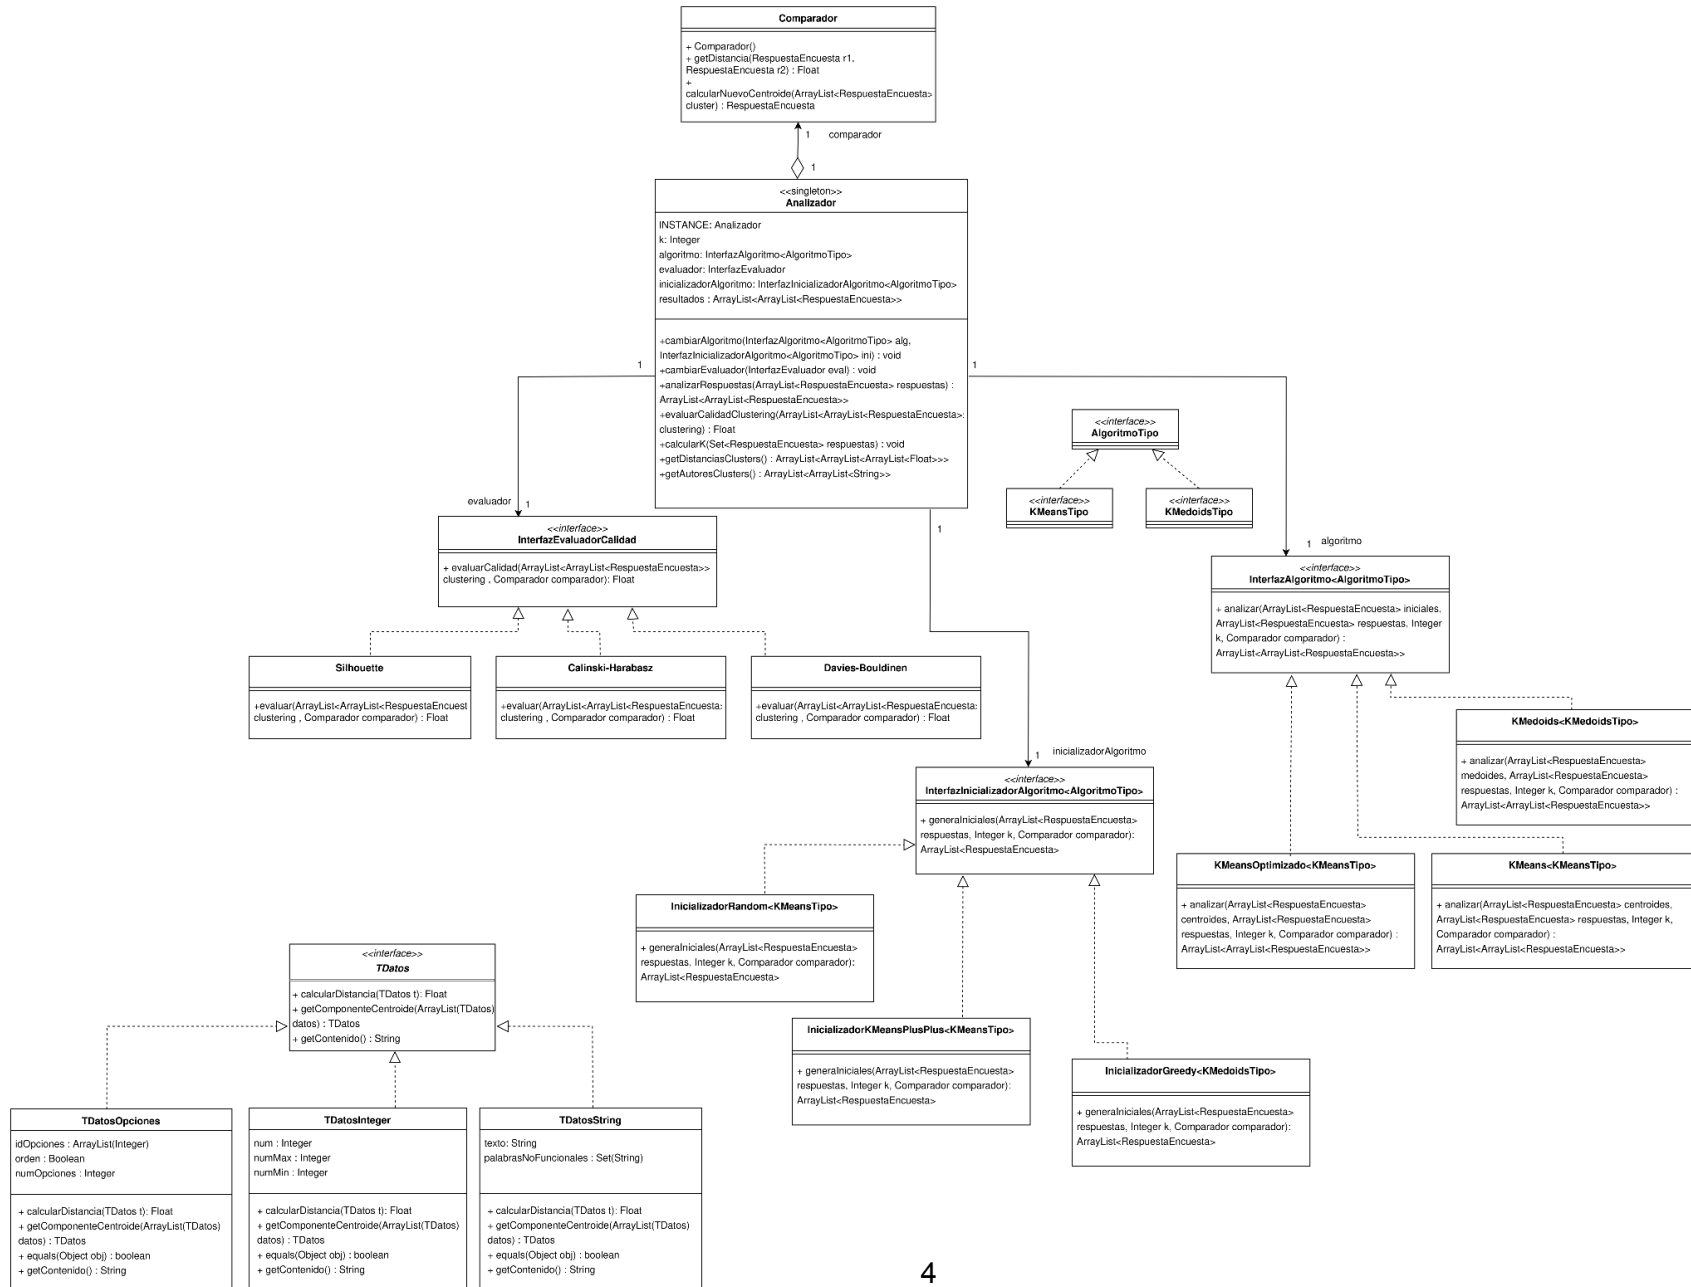 Comparador
+ Comparador()
+ getDistancia(RespuestaEncuesta r1,
RespuestaEncuesta r2) : Float
+
calcularNuevoCentroide(ArrayList<RespuestaEncuesta>
cluster) : RespuestaEncuesta
1 comparador
1
<<singleton>>
Analizador
INSTANCE: Analizador
k: Integer
algoritmo: InterfazAlgoritmo<AlgoritmoTipo>
evaluador: InterfazEvaluador
inicializadorAlgoritmo: InterfazInicializadorAlgoritmo<AlgoritmoTipo>
resultados : ArrayList<ArrayList<RespuestaEncuesta>>
+cambiarAlgoritmo(InterfazAlgoritmo<AlgoritmoTipo> alg,
InterfazInicializadorAlgoritmo<AlgoritmoTipo> ini) : void
+cambiarEvaluador(InterfazEvaluador eval) : void
+analizarRespuestas(ArrayList<RespuestaEncuesta> respuestas) :
ArrayList<ArrayList<RespuestaEncuesta>>
+evaluarCalidadClustering(ArrayList<ArrayList<RespuestaEncuesta>:
clustering) : Float
+calcularK(Set<RespuestaEncuesta> respuestas) : void
+getDistanciasClusters() : ArrayList<ArrayList<ArrayList<Float>>>
+getAutoresClusters() : ArrayList<ArrayList<String>>
1
1
1
evaluador 1
<<interface>>
InterfazEvaluadorCalidad
+ evaluarCalidad(ArrayList<ArrayList<RespuestaEncuesta>>
clustering , Comparador comparador): Float
Silhouette
+evaluar(ArrayList<ArrayList<RespuestaEncuest
clustering , Comparador comparador) : Float
Calinski-Harabasz
+evaluar(ArrayList<ArrayList<RespuestaEncuesta:
clustering , Comparador comparador) : Float
Davies-Bouldinen
+evaluar(ArrayList<ArrayList<RespuestaEncuesta:
clustering , Comparador comparador) : Float
<<interface>>
AlgoritmoTipo
<<interface>>
KMeansTipo
<<interface>>
KMedoidsTipo
1 algoritmo
<<interface>>
InterfazAlgoritmo<AlgoritmoTipo>
+ analizar(ArrayList<RespuestaEncuesta> iniciales,
ArrayList<RespuestaEncuesta> respuestas, Integer
k, Comparador comparador) :
ArrayList<ArrayList<RespuestaEncuesta>>
KMedoids<KMedoidsTipo>
+ analizar(ArrayList<RespuestaEncuesta>
medoides, ArrayList<RespuestaEncuesta>
respuestas, Integer k, Comparador comparador) :
ArrayList<ArrayList<RespuestaEncuesta>>
KMeansOptimizado<KMeansTipo>
+ analizar(ArrayList<RespuestaEncuesta>
centroides, ArrayList<RespuestaEncuesta>
respuestas, Integer k, Comparador comparador) :
ArrayList<ArrayList<RespuestaEncuesta>>
KMeans<KMeansTipo>
+ analizar(ArrayList<RespuestaEncuesta> centroides,
ArrayList<RespuestaEncuesta> respuestas, Integer k,
Comparador comparador) :
ArrayList<ArrayList<RespuestaEncuesta>>
1 inicializadorAlgoritmo
<<interface>>
InterfazInicializadorAlgoritmo<AlgoritmoTipo>
+ generaIniciales(ArrayList<RespuestaEncuesta>
respuestas, Integer k, Comparador comparador):
ArrayList<RespuestaEncuesta>
InicializadorRandom<KMeansTipo>
+ generaIniciales(ArrayList<RespuestaEncuesta>
respuestas, Integer k, Comparador comparador):
ArrayList<RespuestaEncuesta>
InicializadorKMeansPlusPlus<KMeansTipo>
+ generaIniciales(ArrayList<RespuestaEncuesta>
respuestas, Integer k, Comparador comparador):
ArrayList<RespuestaEncuesta>
InicializadorGreedy<KMedoidsTipo>
+ generaIniciales(ArrayList<RespuestaEncuesta>
respuestas, Integer k, Comparador comparador):
ArrayList<RespuestaEncuesta>
<<interface>>
TDatos
+ calcularDistancia(TDatos t): Float
+ getComponenteCentroide(ArrayList(TDatos)
datos) : TDatos
+ getContenido() : String
TDatosOpciones
idOpciones : ArrayList(Integer)
orden : Boolean
numOpciones : Integer
+ calcularDistancia(TDatos t): Float
+ getComponenteCentroide(ArrayList(TDatos)
datos) : TDatos
+ equals(Object obj) : boolean
+ getContenido() : String
TDatosInteger
num : Integer
numMax : Integer
numMin : Integer
+ calcularDistancia(TDatos t): Float
+ getComponenteCentroide(ArrayList(TDatos)
datos) : TDatos
+ equals(Object obj) : boolean
+ getContenido() : String
TDatosString
texto: String
palabrasNoFuncionales : Set(String)
+ calcularDistancia(TDatos t): Float
+ getComponenteCentroide(ArrayList(TDatos)
datos) : TDatos
+ equals(Object obj) : boolean
+ getContenido() : String
4